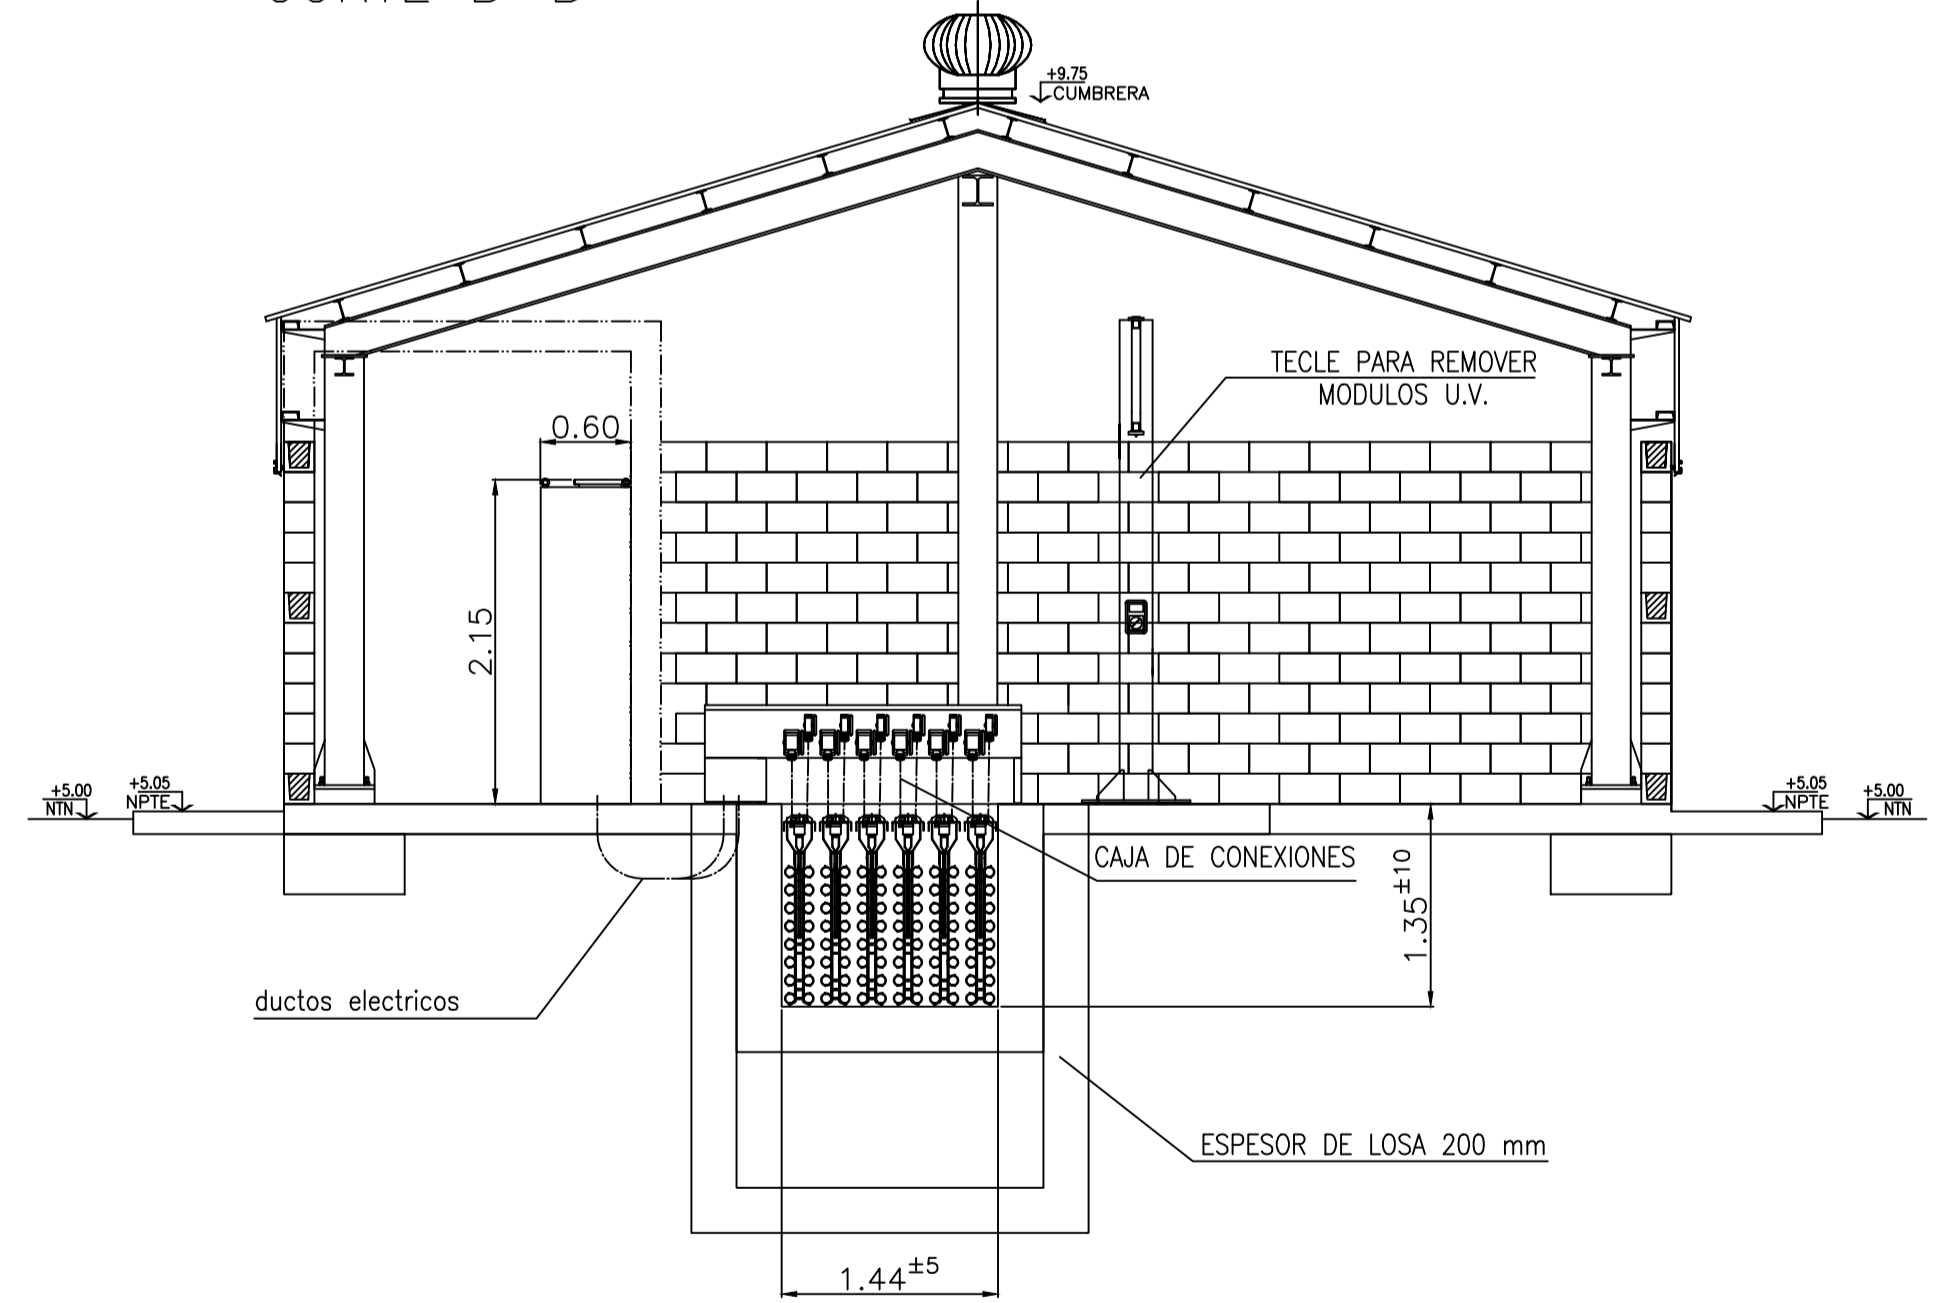 +9.75
CUMBRERA
TECLE PARA REMOVER
MODULOS U.V.
0.60
2.15
+5.00
NTN
+5.05
NPTE
+5.05
NPTE
+5.00
NTN
CAJA DE CONEXIONES
1.35±10
ductos electricos
ESPESOR DE LOSA 200 mm
1.44±5